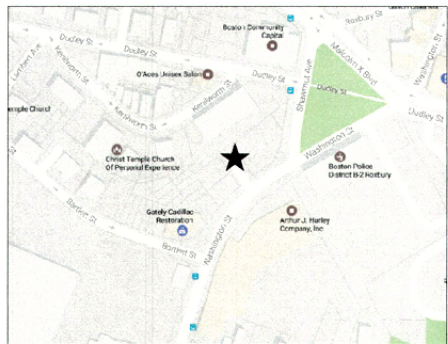 Roxbury St
Boston Community
Capital
Malcolm X Blvd
Dudley St
Dudley St
Lambert Ave
Kenilworth St
O'Aces Unisex Salon
Dudley St
Shawmut Ave
Dudley St
Washington St
Dudley St
Kenilworth St
Kenilworth St
emple Church
Washington St
Christ Temple Church
Of Personal Experience
Boston Police
District B-2 Roxbury
Bartlett St
Gately Cadillac
Restoration
Arthur J. Hurley
Company, Inc
Bartlett St
Washington St